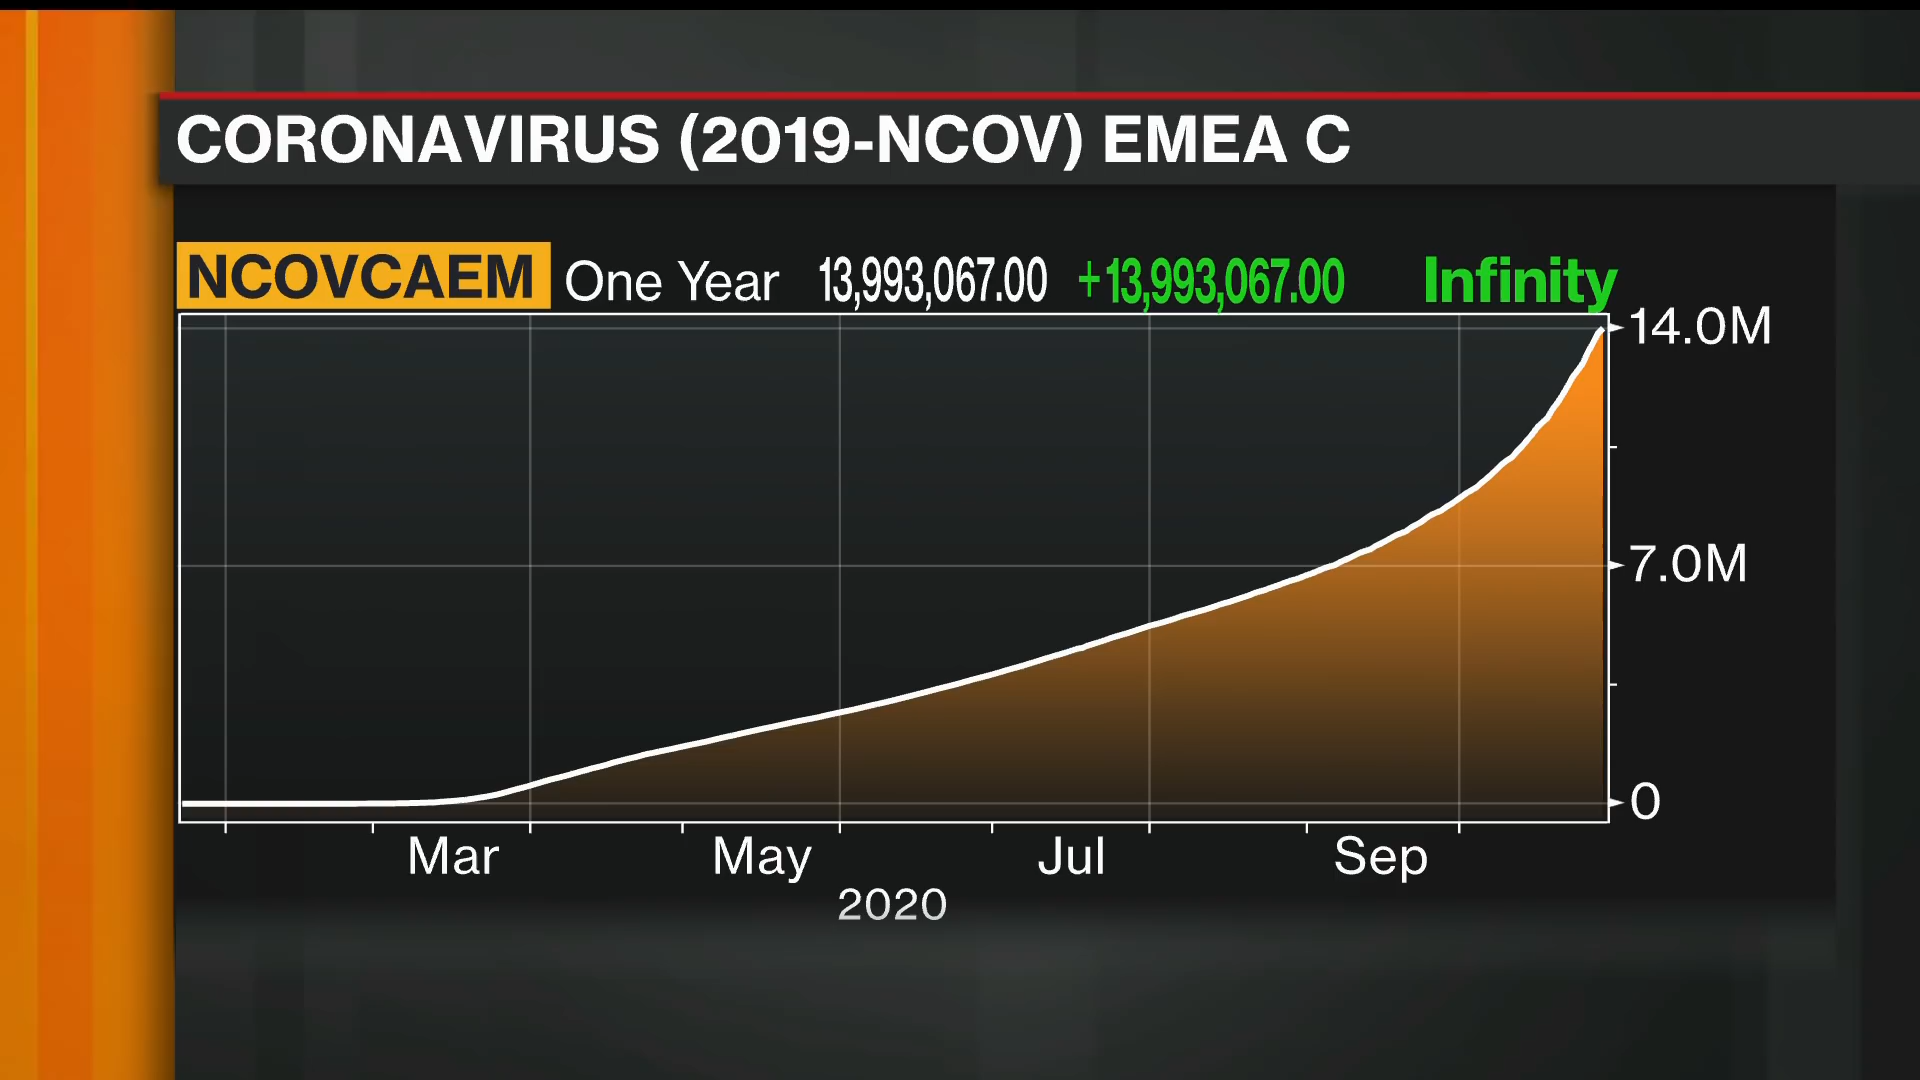 CORONAVIRUS (2019-NCOV) EMEA C
NCOVCAEM One Year 13,993,067.00 +13,993,067.00 Infinity
14.0M
7.0M
0
Mar May Jul Sep
2020